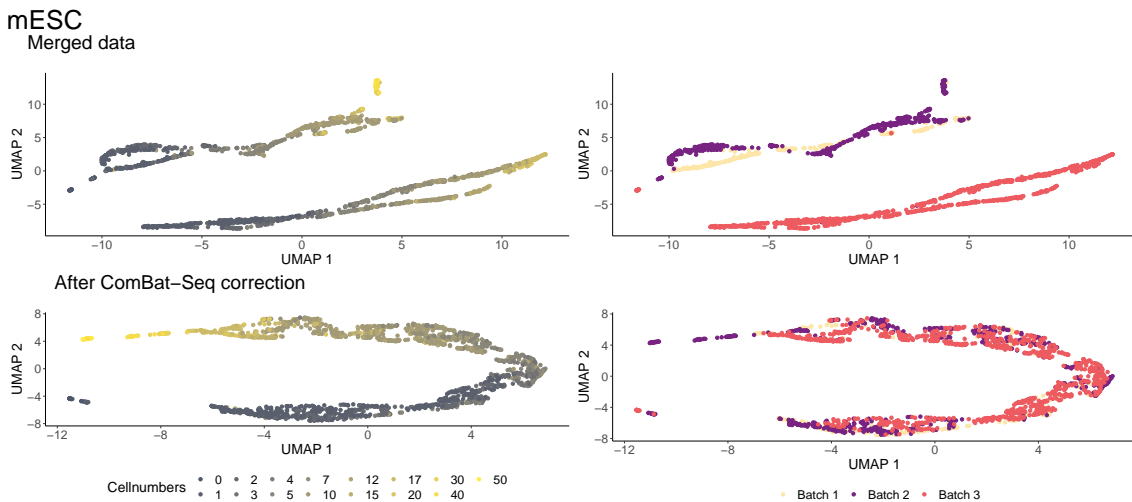 mESC
Merged data
10
5
0
−5
UMAP 2
−10 −5 0 5 10
UMAP 1
10
5
0
−5
UMAP 2
−10 −5 0 5 10
UMAP 1
After ComBat−Seq correction
8
4
0
−4
−8
UMAP 2
−12 −8 −4 0 4
UMAP 1
8
4
0
−4
−8
UMAP 2
−12 −8 −4 0 4
UMAP 1
Cellnumbers
0 2 4 7 12 17 30 50
1 3 5 10 15 20 40
Batch 1 Batch 2 Batch 3